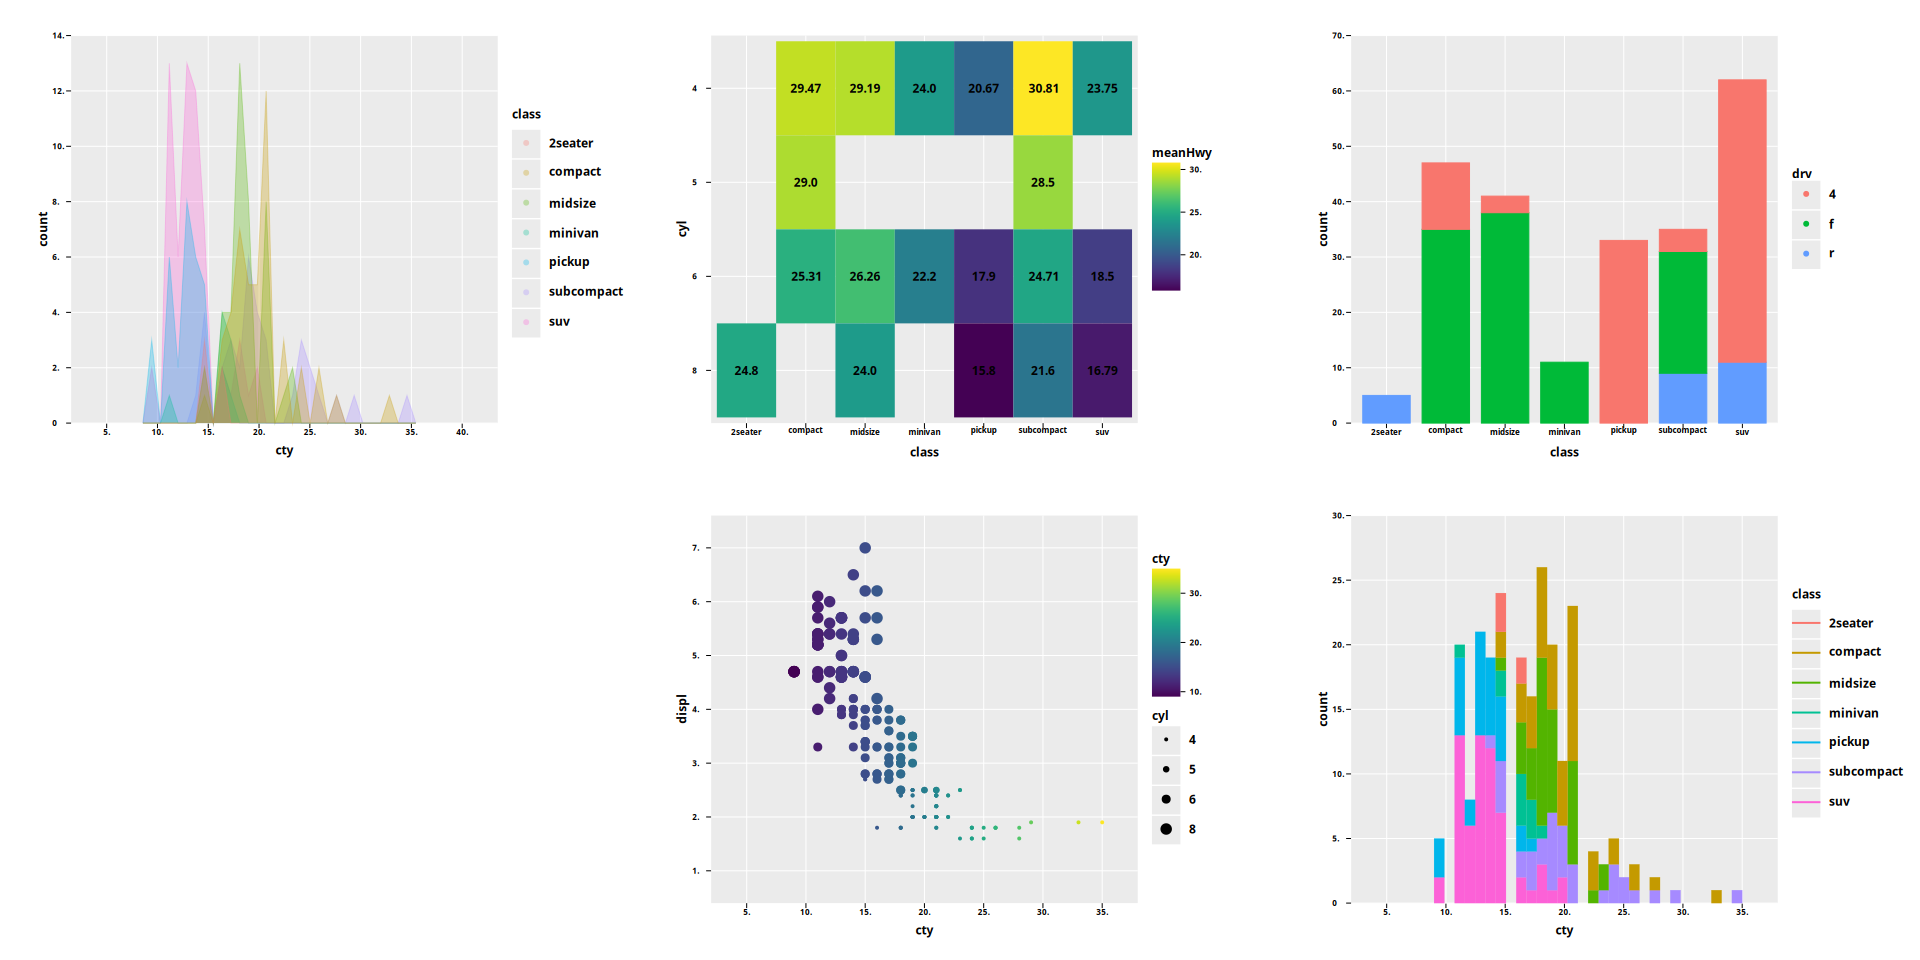 14.
12.
10.
8.
6.
4.
2.
0
5.
10.
15.
20.
25.
30.
35.
40.
count
cty
class
2seater
compact
midsize
minivan
pickup
subcompact
suv
4
5
6
8
cyl
29.47 29.19 24.0 20.67 30.81 23.75
29.0 28.5
25.31 26.26 22.2 17.9 24.71 18.5
24.8 24.0 15.8 21.6 16.79
2seater compact midsize minivan pickup subcompact suv
class
meanHwy
30.
25.
20.
70.
60.
50.
40.
30.
20.
10.
0
count
2seater compact midsize minivan pickup subcompact suv
class
drv
4
f
r
7.
6.
5.
4.
3.
2.
1.
displ
5. 10. 15. 20. 25. 30. 35.
cty
cty
30.
20.
10.
cyl
4
5
6
8
30.
25.
20.
15.
10.
5.
0
count
5. 10. 15. 20. 25. 30. 35.
cty
class
2seater
compact
midsize
minivan
pickup
subcompact
suv